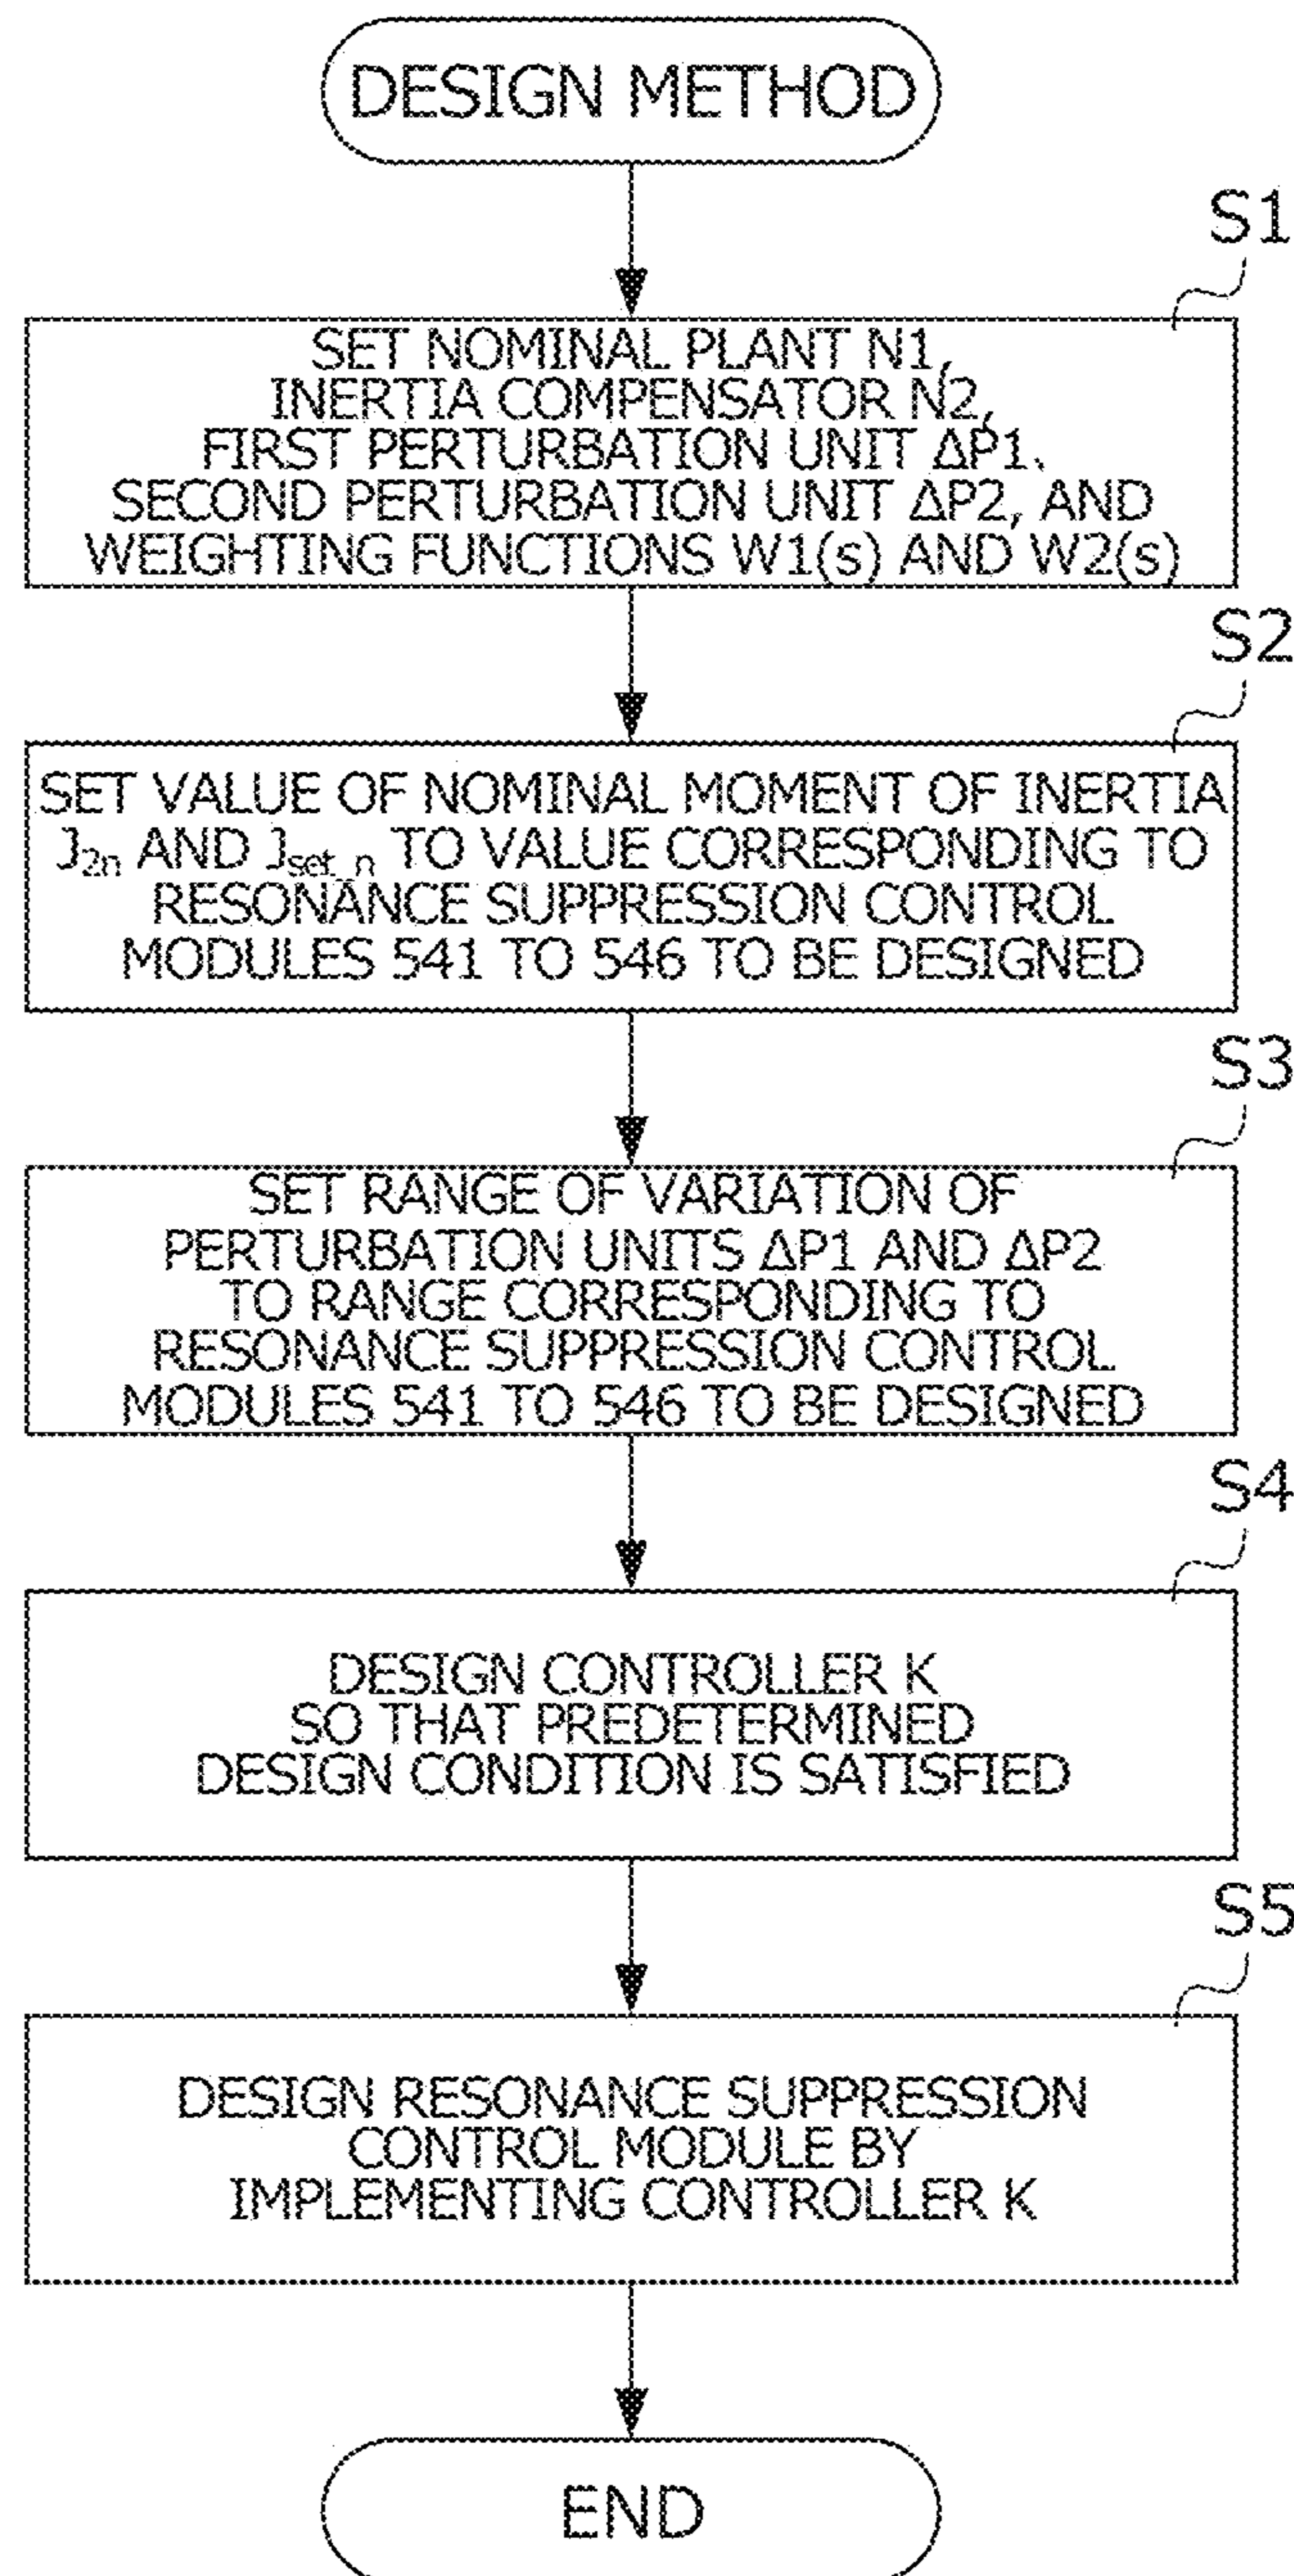 DESIGN METHOD
S1
SET NOMINAL PLANT N1,
INERTIA COMPENSATOR N2,
FIRST PERTURBATION UNIT ΔP1、
SECOND PERTURBATION UNIT ΔP2, AND
WEIGHTING FUNCTIONS W1(s) AND W2(s)
S2
SET VALUE OF NOMINAL MOMENT OF INERTIA
J2n AND Jset_n TO VALUE CORRESPONDING TO
RESONANCE SUPPRESSION CONTROL
MODULES 541 TO 546 TO BE DESIGNED
S3
SET RANGE OF VARIATION OF
PERTURBATION UNITS ΔP1 AND ΔP2
TO RANGE CORRESPONDING TO
RESONANCE SUPPRESSION CONTROL
MODULES 541 TO 546 TO BE DESIGNED
S4
DESIGN CONTROLLER K
SO THAT PREDETERMINED
DESIGN CONDITION IS SATISFIED
S5
DESIGN RESONANCE SUPPRESSION
CONTROL MODULE BY
IMPLEMENTING CONTROLLER K
END